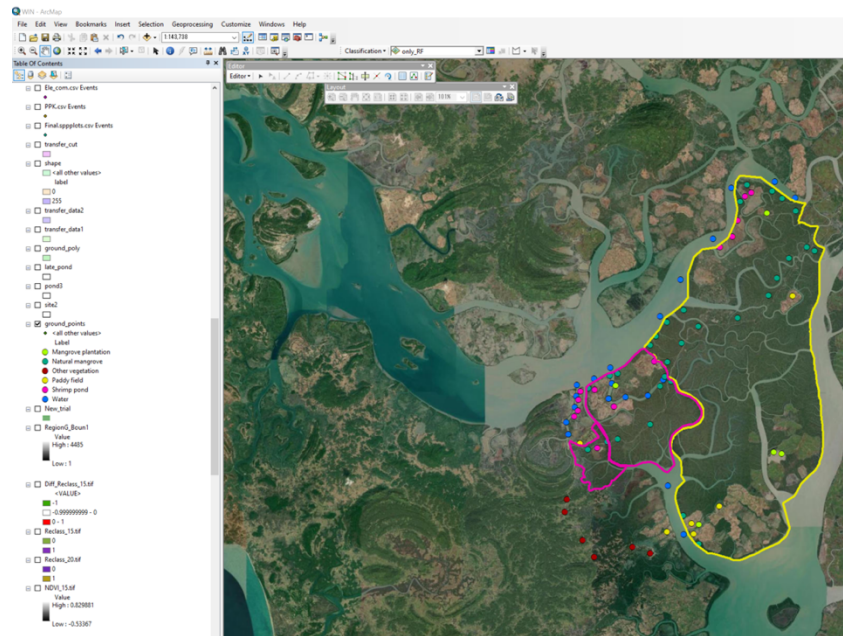 WIN - ArcMap
File Edit View Bookmarks Insert Selection Geoprocessing Customize Windows Help
1:143,738
Classification only_RF
Table Of Contents
Editor
Editor
Layout
101%
Ele_com.csv Events
PPK.csv Events
Final.sppplots.csv Events
transfer_cut
shape
<all other values>
label
0
255
transfer_data2
transfer_data1
ground_poly
late_pond
pond3
site2
ground_points
<all other values>
Label
Mangrove plantation
Natural mangrove
Other vegetation
Paddy field
Shrimp pond
Water
New_trial
RegionG_Boun1
Value
High : 4485
Low : 1
Diff_Reclass_15.tif
<VALUE>
-1
-0.999999999 - 0
0 - 1
Reclass_15.tif
0
1
Reclass_20.tif
0
1
NDVI_15.tif
Value
High : 0.829881
Low : -0.53367